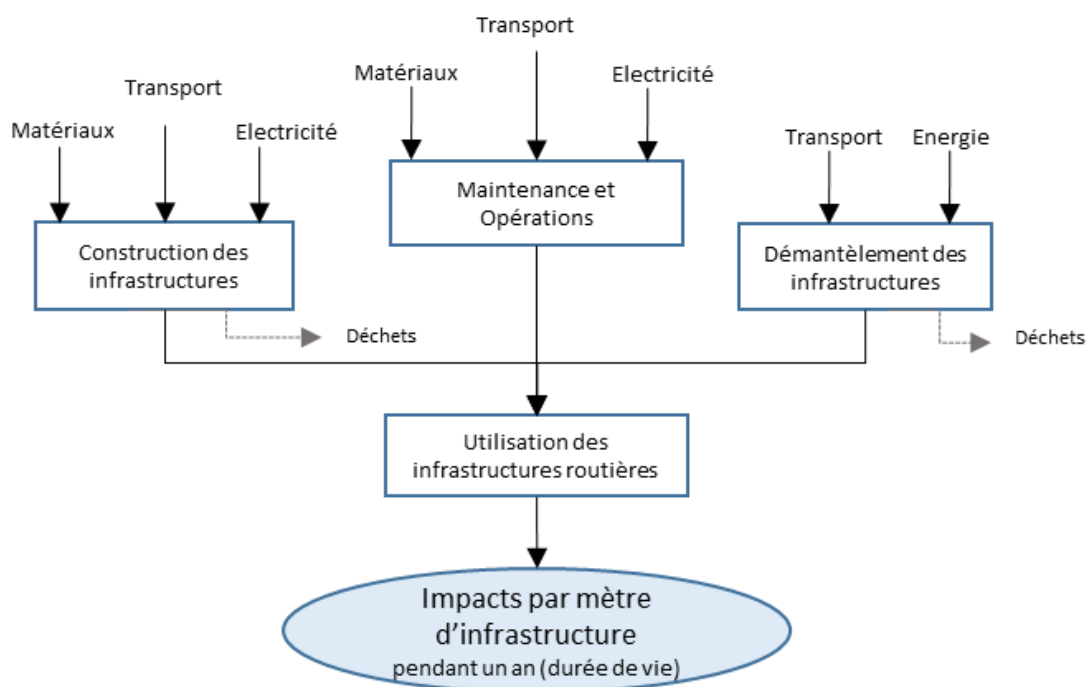 Transport
Matériaux
Electricité
Transport
Matériaux
Electricité
Transport
Energie
Maintenance et
Opérations
Construction des
infrastructures
Démantèlement des
infrastructures
Déchets
Déchets
Utilisation des
infrastructures routières
Impacts par mètre
d'infrastructure
pendant un an (durée de vie)